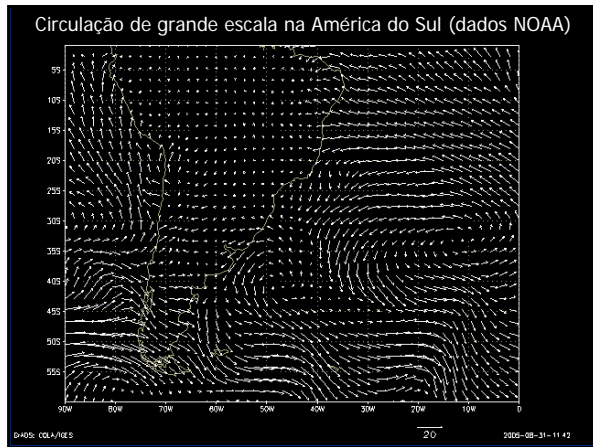 Circulação de grande escala na América do Sul (dados NOAA)
5S
10S
15S
20S
25S
30S
35S
40S
45S
50S
55S
90W 80W 70W 60W 50W 40W 30W 20W 10W 0
20
GrADS: COLA/IGES 2005-08-31-11:42